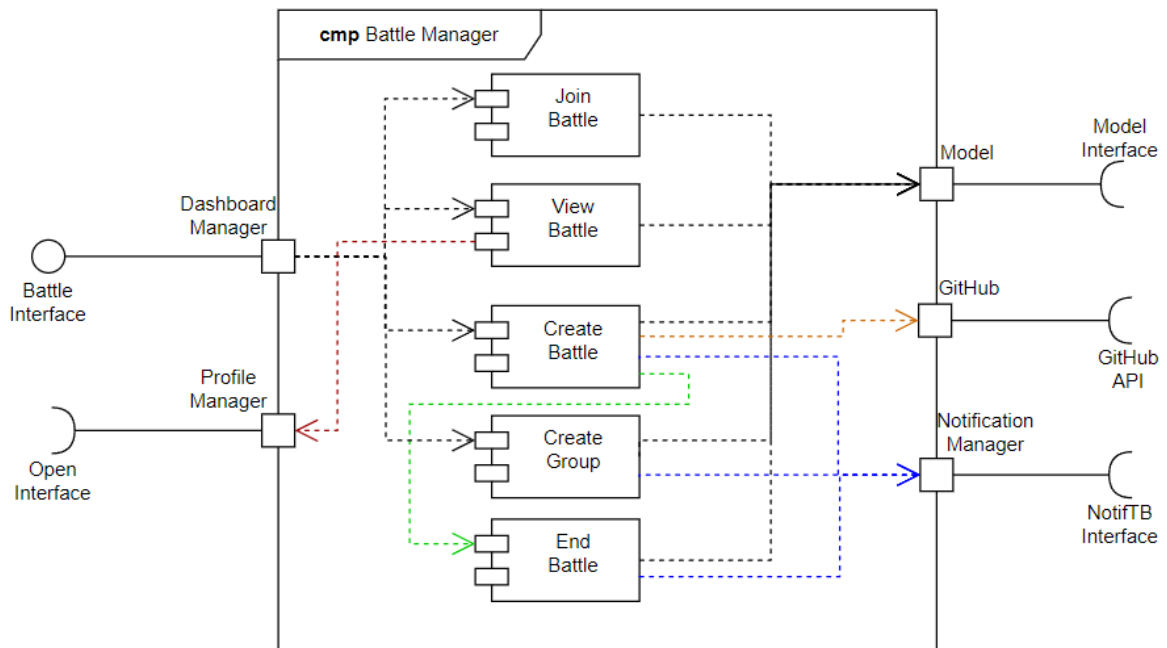 cmp Battle Manager
Join
Battle
View
Battle
Create
Battle
Create
Group
End
Battle
Dashboard
Manager
Battle
Interface
Profile
Manager
Open
Interface
Model
Model
Interface
GitHub
GitHub
API
Notification
Manager
NotifTB
Interface